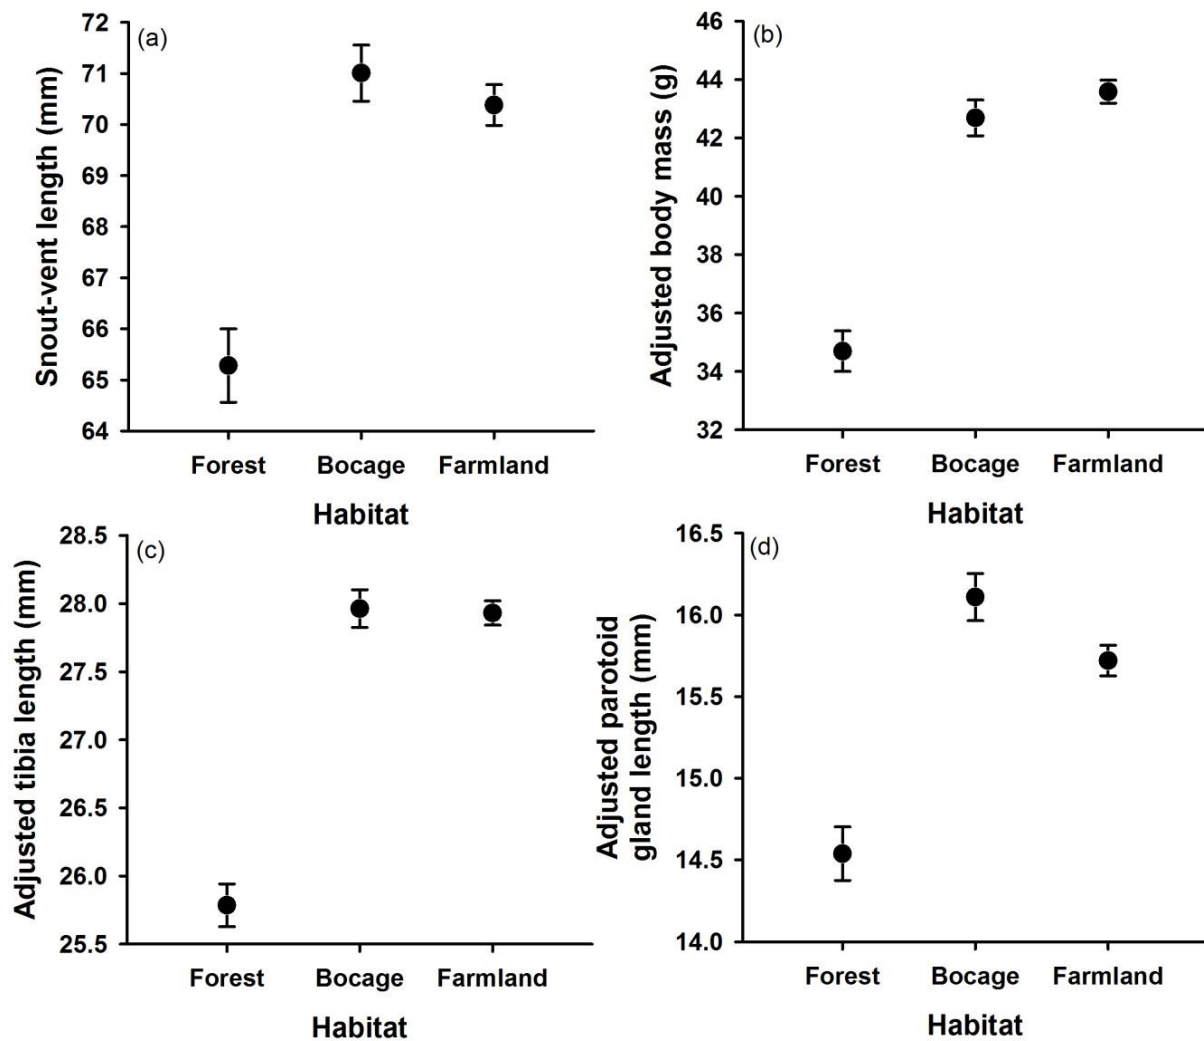 (a)
Snout-vent length (mm)
72
71
70
69
68
67
66
65
64
Forest Bocage Farmland
Habitat
(b)
Adjusted body mass (g)
46
44
42
40
38
36
34
32
Forest Bocage Farmland
Habitat
(c)
Adjusted tibia length (mm)
28.5
28.0
27.5
27.0
26.5
26.0
25.5
Forest Bocage Farmland
Habitat
(d)
Adjusted parotoid
gland length (mm)
16.5
16.0
15.5
15.0
14.5
14.0
Forest Bocage Farmland
Habitat